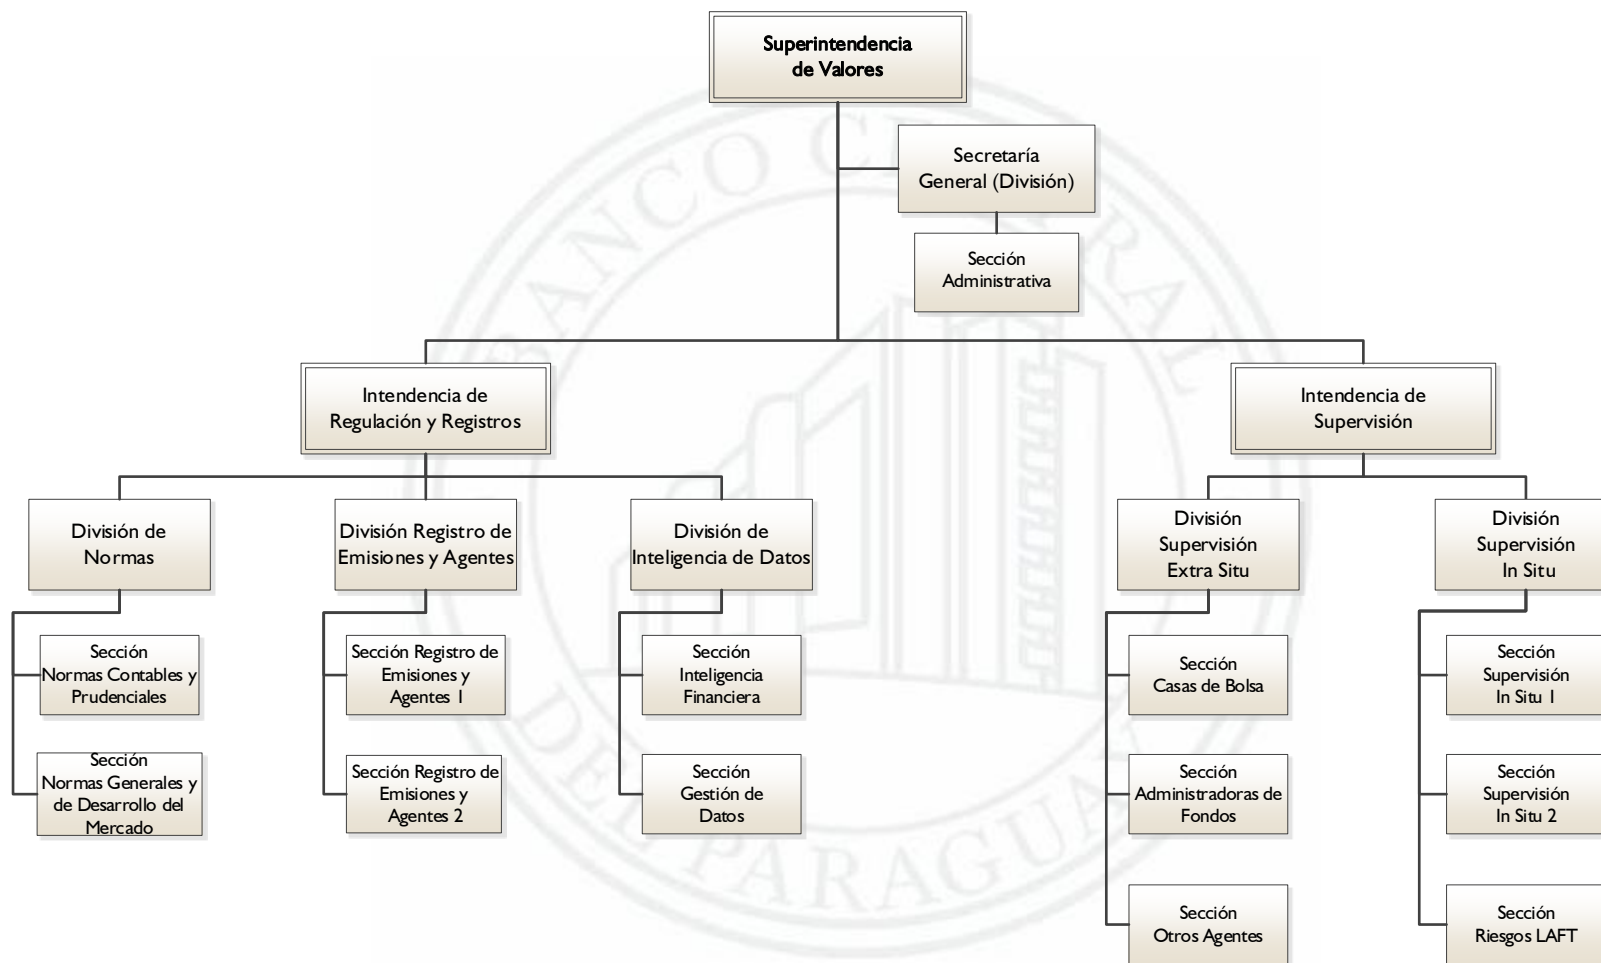 Superintendencia
de Valores
Secretaría
General (División)
Sección
Administrativa
Intendencia de
Regulación y Registros
Intendencia de
Supervisión
División de
Normas
División Registro de
Emisiones y Agentes
División de
Inteligencia de Datos
División
Supervisión
Extra Situ
División
Supervisión
In Situ
Sección
Normas Contables y
Prudenciales
Sección Registro de
Emisiones y
Agentes 1
Sección
Inteligencia
Financiera
Sección
Casas de Bolsa
Sección
Supervisión
In Situ 1
Sección
Normas Generales y
de Desarrollo del
Mercado
Sección Registro de
Emisiones y
Agentes 2
Sección
Gestión de
Datos
Sección
Administradoras de
Fondos
Sección
Supervisión
In Situ 2
Sección
Otros Agentes
Sección
Riesgos LAFT
BANCO CENTRAL
DEL PARAGUAY